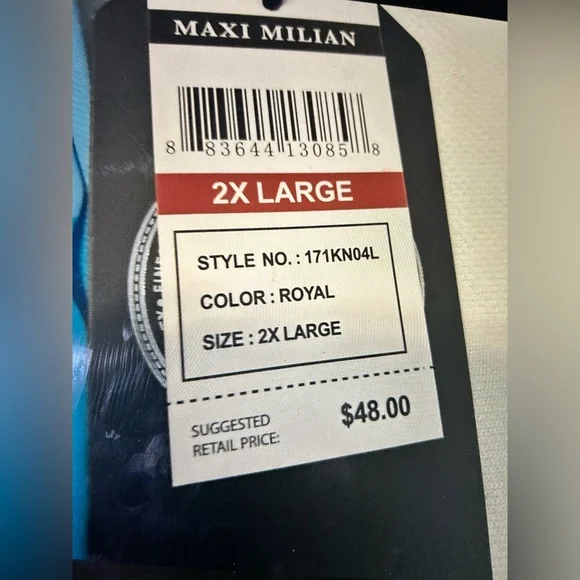 MAXI MILIAN
8 83644 13085 8
2X LARGE
STYLE NO. : 171KN04L
COLOR : ROYAL
SIZE : 2X LARGE
SUGGESTED
RETAIL PRICE:
$48.00